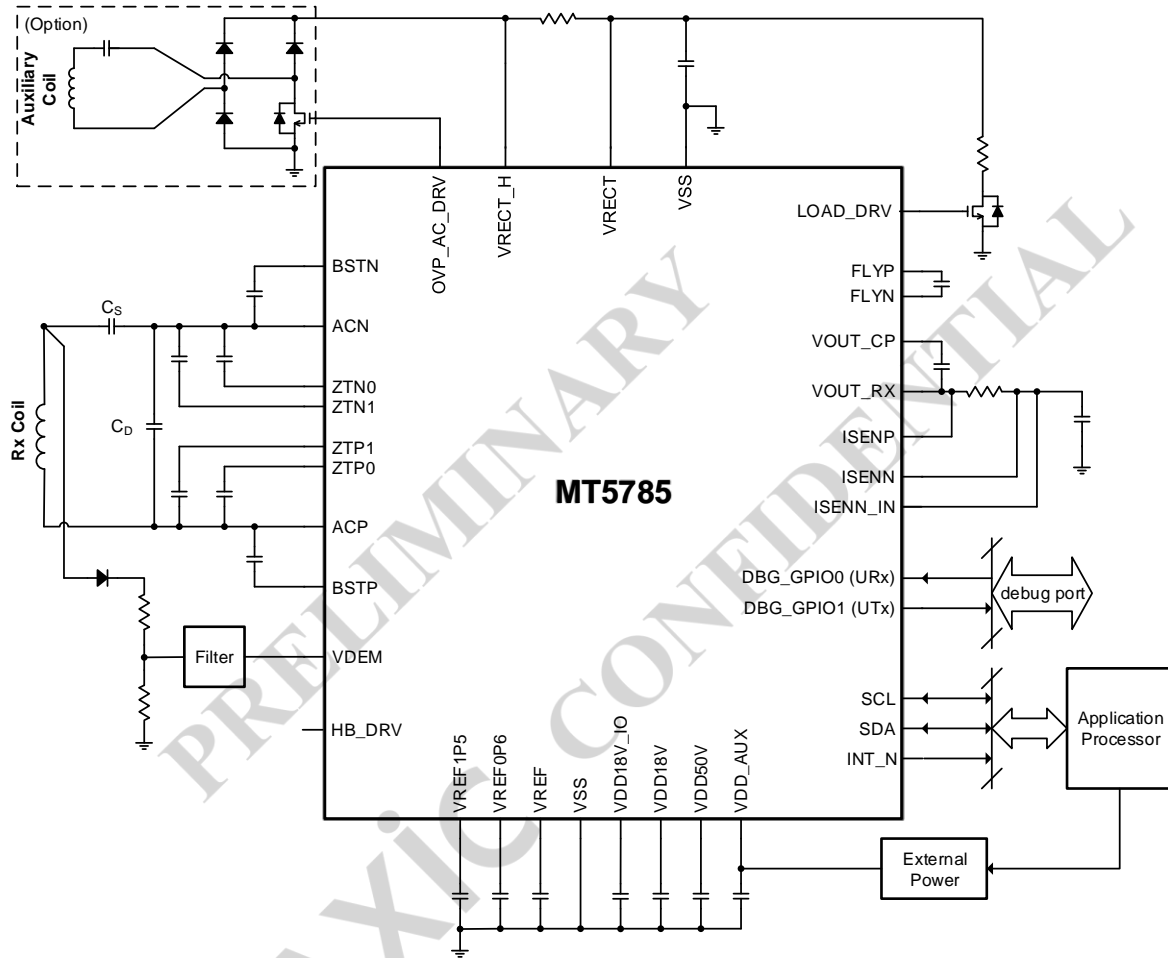 (Option)
Auxiliary
Coil
OVP_AC_DRV
VRECT_H
VRECT
VSS
LOAD_DRV
BSTN
FLYP
FLYN
CS
ACN
VOUT_CP
ZTN0
VOUT_RX
ZTN1
Rx Coil
CD
ISENP
ZTP1
ZTP0
ISENN
MT5785
ISENN_IN
ACP
DBG_GPIO0 (URx)
debug port
BSTP
DBG_GPIO1 (UTx)
Filter
VDEM
SCL
SDA
Application
Processor
HB_DRV
INT_N
VREF1P5
VREF0P6
VREF
VSS
VDD18V_IO
VDD18V
VDD50V
VDD_AUX
External
Power
PRELIMINARY
CONFIDENTIAL